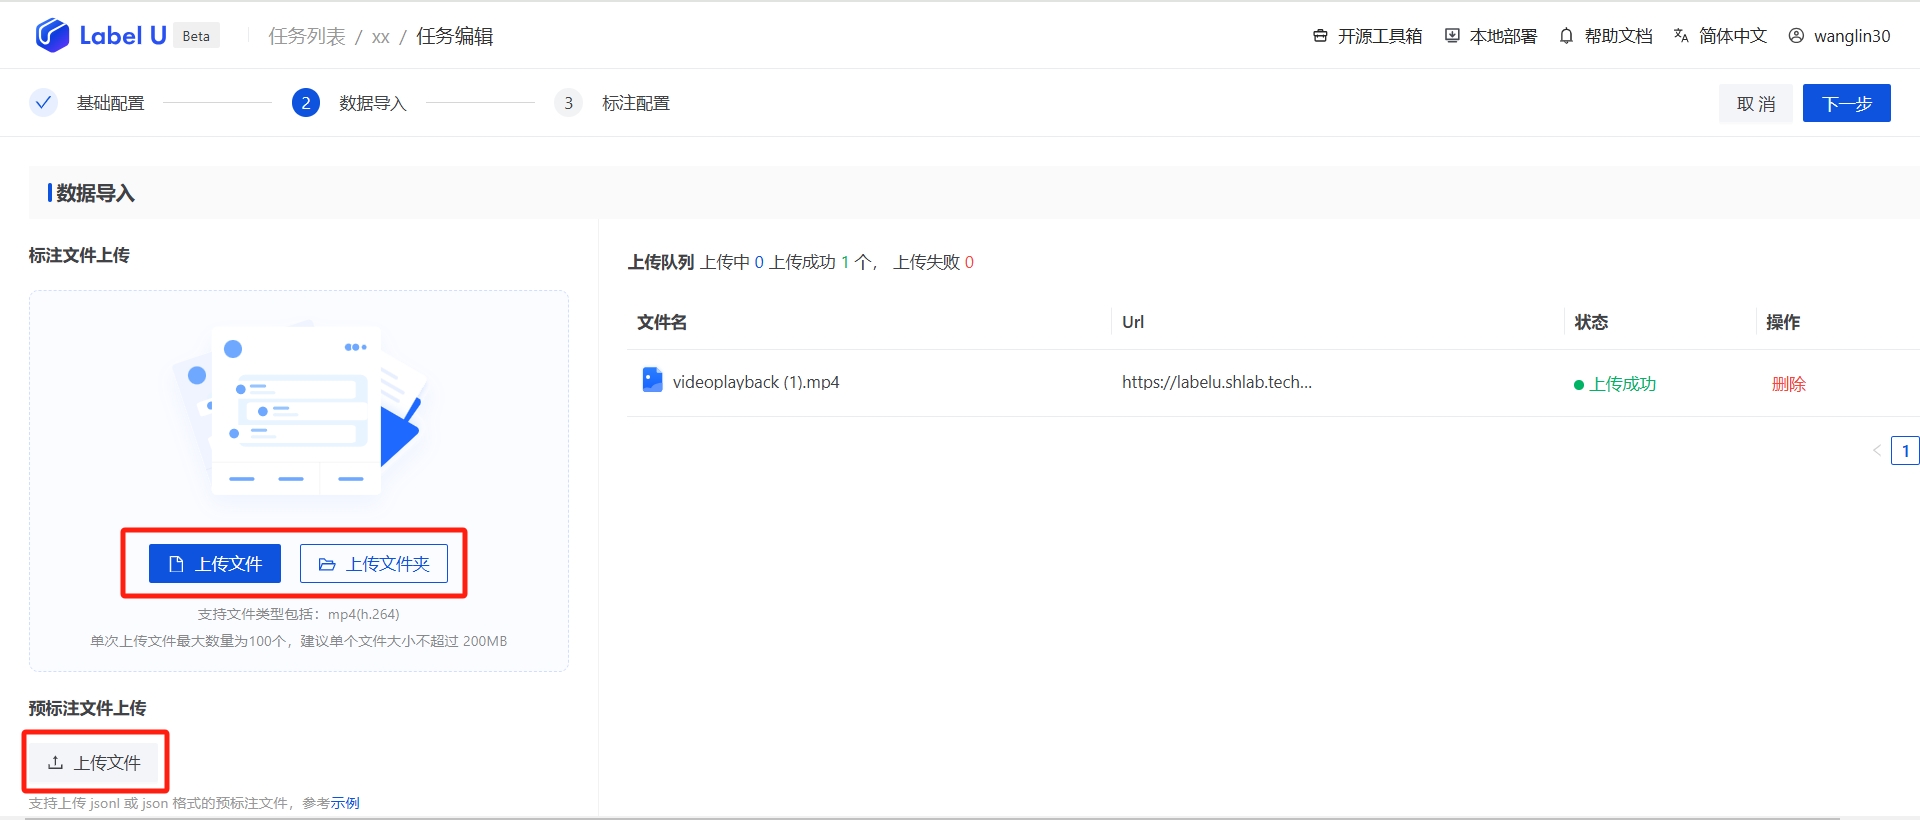 Label U Beta 任务列表 / xx / 任务编辑 开源工具箱 本地部署 帮助文档 简体中文 wanglin30
基础配置 2 数据导入 3 标注配置 取 消 下一步
数据导入
标注文件上传
上传文件 上传文件夹
支持文件类型包括：mp4(h.264)
单次上传文件最大数量为100个，建议单个文件大小不超过 200MB
预标注文件上传
上传文件
支持上传 jsonl 或 json 格式的预标注文件，参考示例
上传队列 上传中 0 上传成功 1 个， 上传失败 0
文件名 Url 状态 操作
videoplayback (1).mp4 https://labelu.shlab.tech... 上传成功 删除
< 1